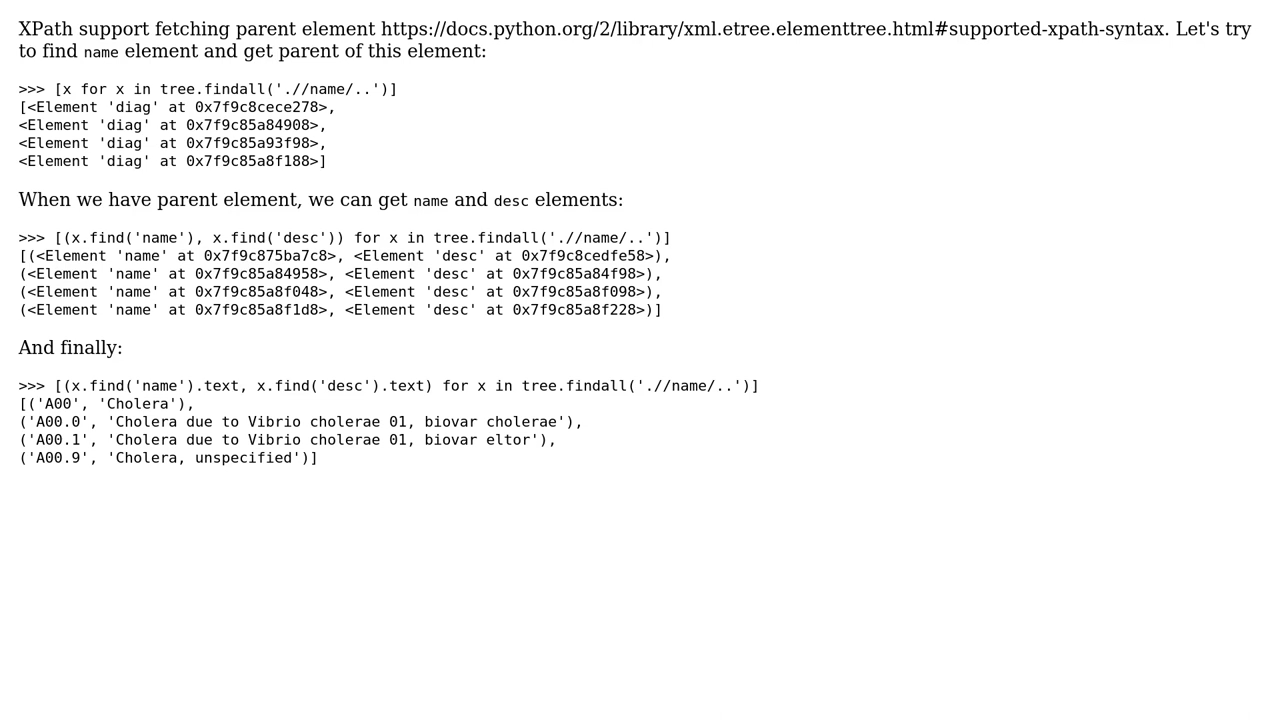 XPath support fetching parent element https://docs.python.org/2/library/xml.etree.elementtree.html#supported-xpath-syntax. Let's try
to find name element and get parent of this element:
>>> [x for x in tree.findall('.//name/..')]
[<Element 'diag' at 0x7f9c8cece278>,
<Element 'diag' at 0x7f9c85a84908>,
<Element 'diag' at 0x7f9c85a93f98>,
<Element 'diag' at 0x7f9c85a8f188>]
When we have parent element, we can get name and desc elements:
>>> [(x.find('name'), x.find('desc')) for x in tree.findall('.//name/..')]
[(<Element 'name' at 0x7f9c875ba7c8>, <Element 'desc' at 0x7f9c8cedfe58>),
(<Element 'name' at 0x7f9c85a84958>, <Element 'desc' at 0x7f9c85a84f98>),
(<Element 'name' at 0x7f9c85a8f048>, <Element 'desc' at 0x7f9c85a8f098>),
(<Element 'name' at 0x7f9c85a8f1d8>, <Element 'desc' at 0x7f9c85a8f228>)]
And finally:
>>> [(x.find('name').text, x.find('desc').text) for x in tree.findall('.//name/..')]
[('A00', 'Cholera'),
('A00.0', 'Cholera due to Vibrio cholerae 01, biovar cholerae'),
('A00.1', 'Cholera due to Vibrio cholerae 01, biovar eltor'),
('A00.9', 'Cholera, unspecified')]